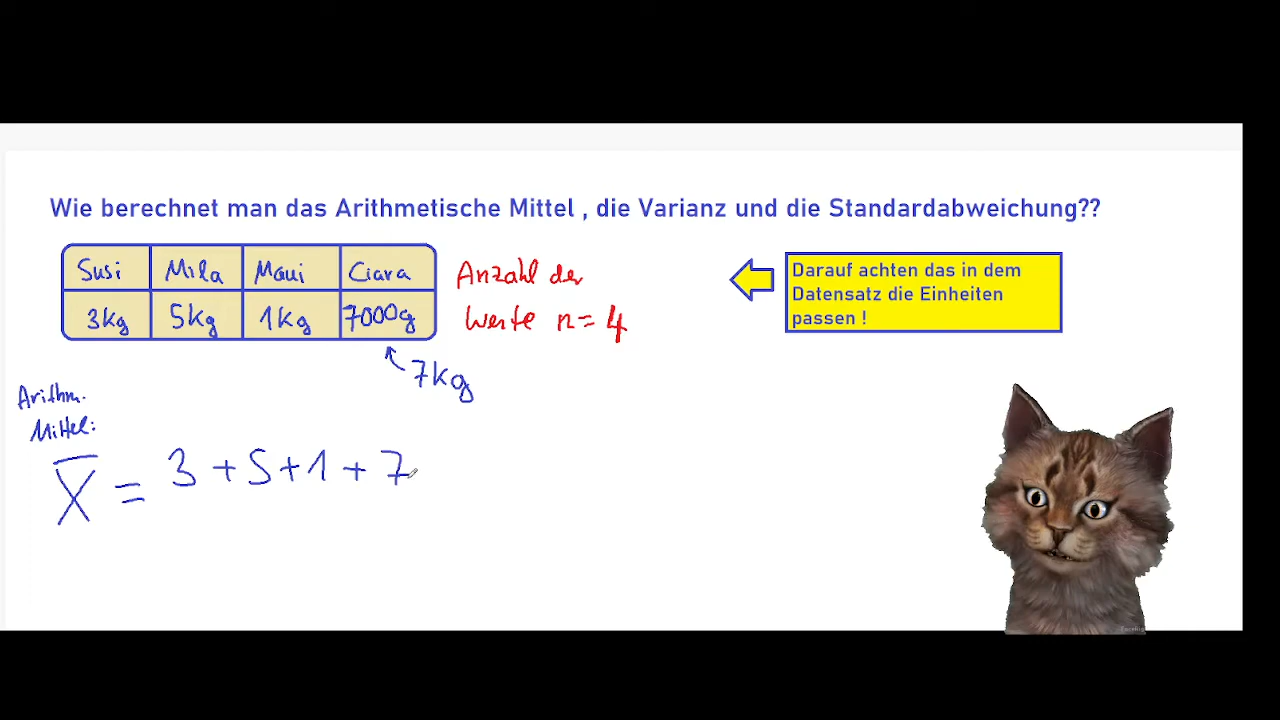 Wie berechnet man das Arithmetische Mittel , die Varianz und die Standardabweichung??
Susi Mila Maui Ciara
3Kg 5Kg 1Kg 7000g
7Kg
Anzahl der
Werte n = 4
Darauf achten das in dem
Datensatz die Einheiten
passen !
Arithm.
Mittel:
X̅ = 3 + 5 + 1 + 7